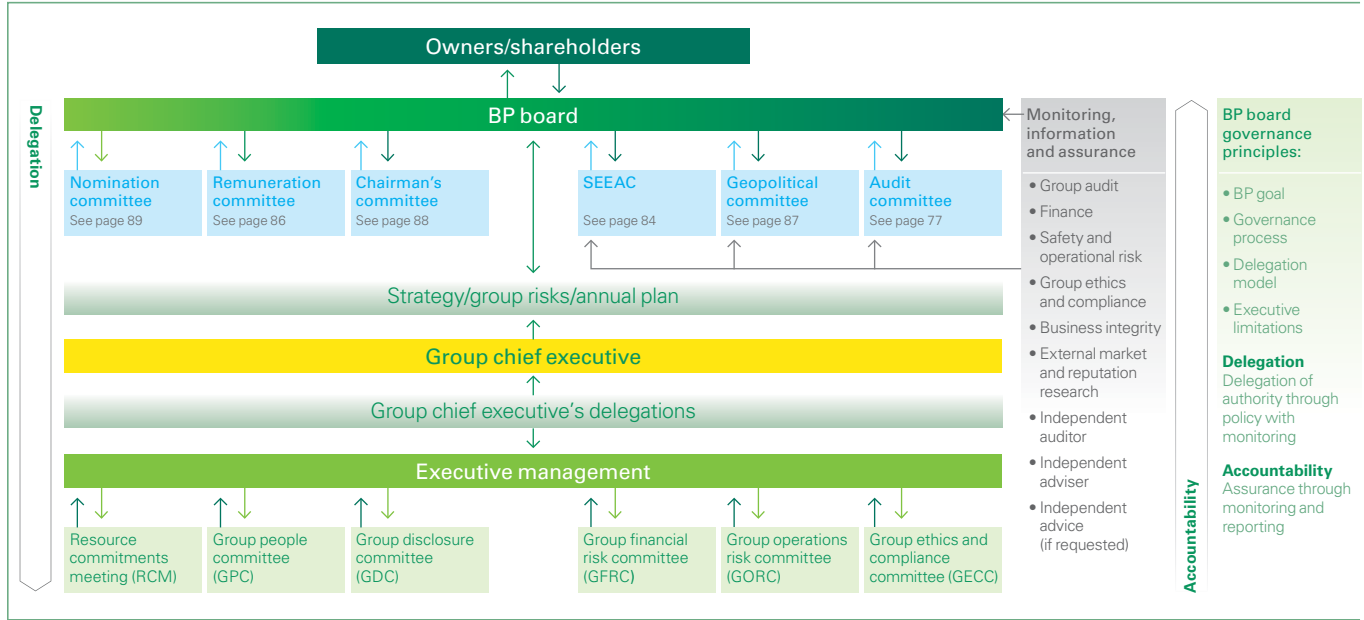 Owners/shareholders
Delegation
BP board
Nomination
committee
See page 89
Remuneration
committee
See page 86
Chairman's
committee
See page 88
SEEAC
See page 84
Geopolitical
committee
See page 87
Audit
committee
See page 77
Strategy/group risks/annual plan
Group chief executive
Group chief executive's delegations
Executive management
Resource
commitments
meeting (RCM)
Group people
committee
(GPC)
Group disclosure
committee
(GDC)
Group financial
risk committee
(GFRC)
Group operations
risk committee
(GORC)
Group ethics and
compliance
committee (GECC)
Monitoring,
information
and assurance
• Group audit
• Finance
• Safety and
operational risk
• Group ethics
and compliance
• Business integrity
• External market
and reputation
research
• Independent
auditor
• Independent
adviser
• Independent
advice
(if requested)
Accountability
BP board
governance
principles:
• BP goal
• Governance
process
• Delegation
model
• Executive
limitations
Delegation
Delegation of
authority through
policy with
monitoring
Accountability
Assurance through
monitoring and
reporting